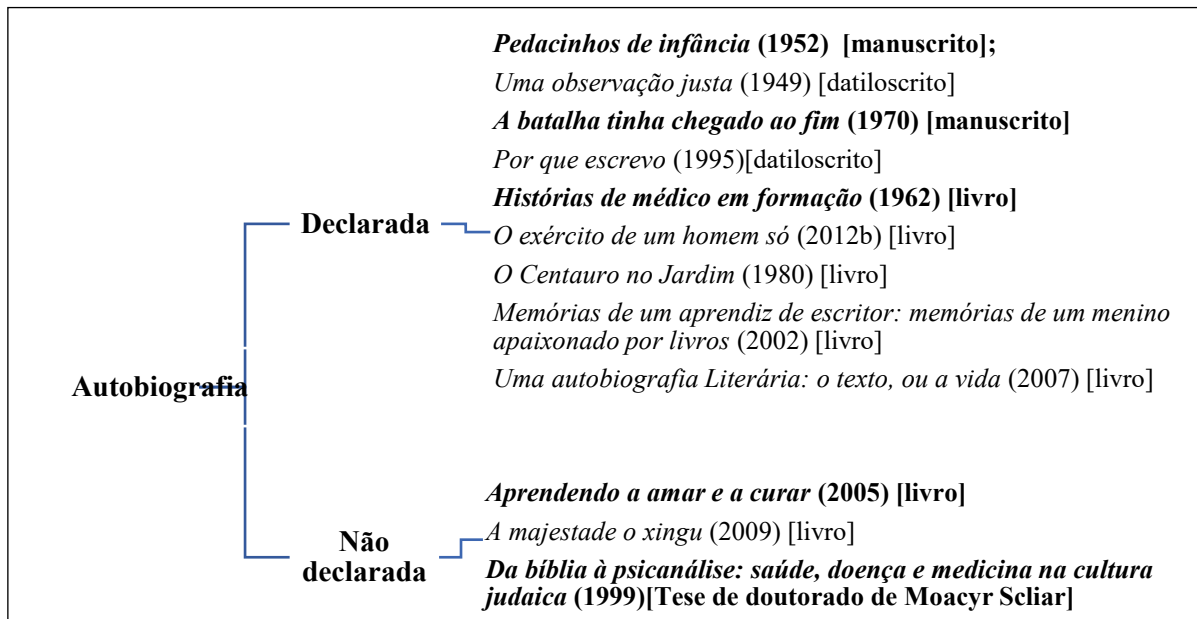 Autobiografia
Declarada
Pedacinhos de infância (1952) [manuscrito];
Uma observação justa (1949) [datiloscrito]
A batalha tinha chegado ao fim (1970) [manuscrito]
Por que escrevo (1995)[datiloscrito]
Histórias de médico em formação (1962) [livro]
O exército de um homem só (2012b) [livro]
O Centauro no Jardim (1980) [livro]
Memórias de um aprendiz de escritor: memórias de um menino
apaixonado por livros (2002) [livro]
Uma autobiografia Literária: o texto, ou a vida (2007) [livro]
Não
declarada
Aprendendo a amar e a curar (2005) [livro]
A majestade o xingu (2009) [livro]
Da bíblia à psicanálise: saúde, doença e medicina na cultura
judaica (1999)[Tese de doutorado de Moacyr Scliar]